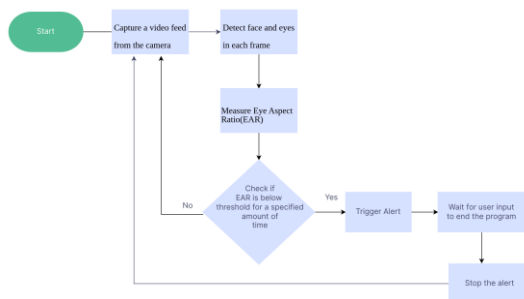 Start
Capture a video feed
from the camera
Detect face and eyes
in each frame
Measure Eye Aspect
Ratio(EAR)
Check if
EAR is below
threshold for a specified
amount of
time
No
Yes
Trigger Alert
Wait for user input
to end the program
Stop the alert